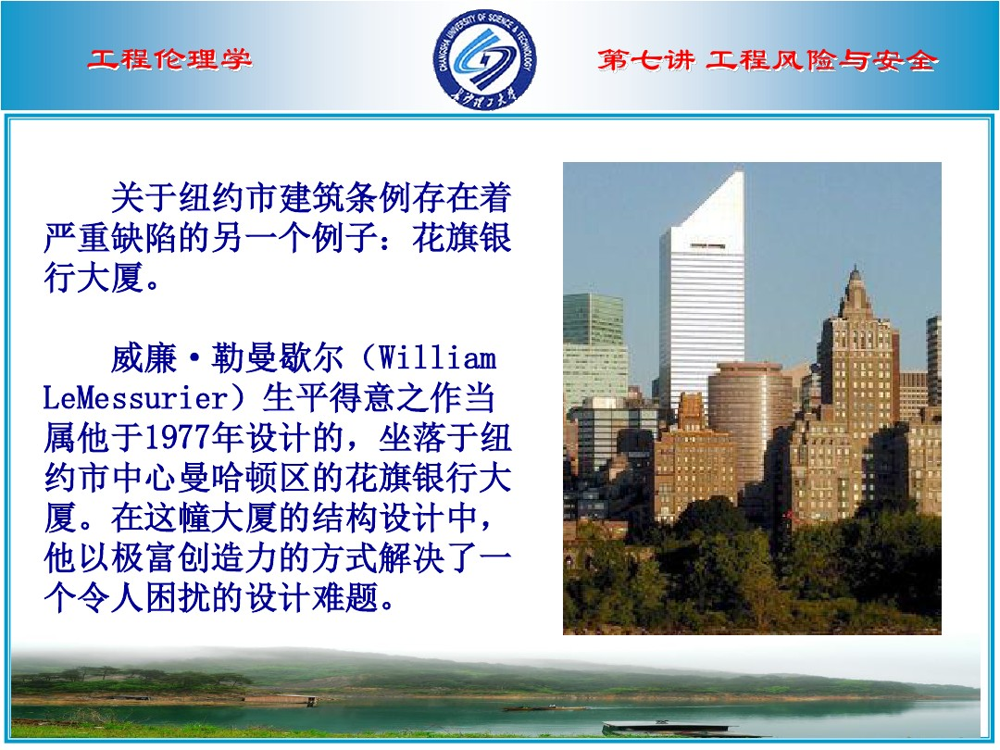 工程伦理学
CHANGSHA UNIVERSITY OF SCIENCE & TECHNOLOGY
长沙理工大学
第七讲 工程风险与安全
关于纽约市建筑条例存在着
严重缺陷的另一个例子：花旗银
行大厦。
威廉·勒曼歇尔（William
LeMessurier）生平得意之作当
属他于1977年设计的，坐落于纽
约市中心曼哈顿区的花旗银行大
厦。在这幢大厦的结构设计中，
他以极富创造力的方式解决了一
个令人困扰的设计难题。